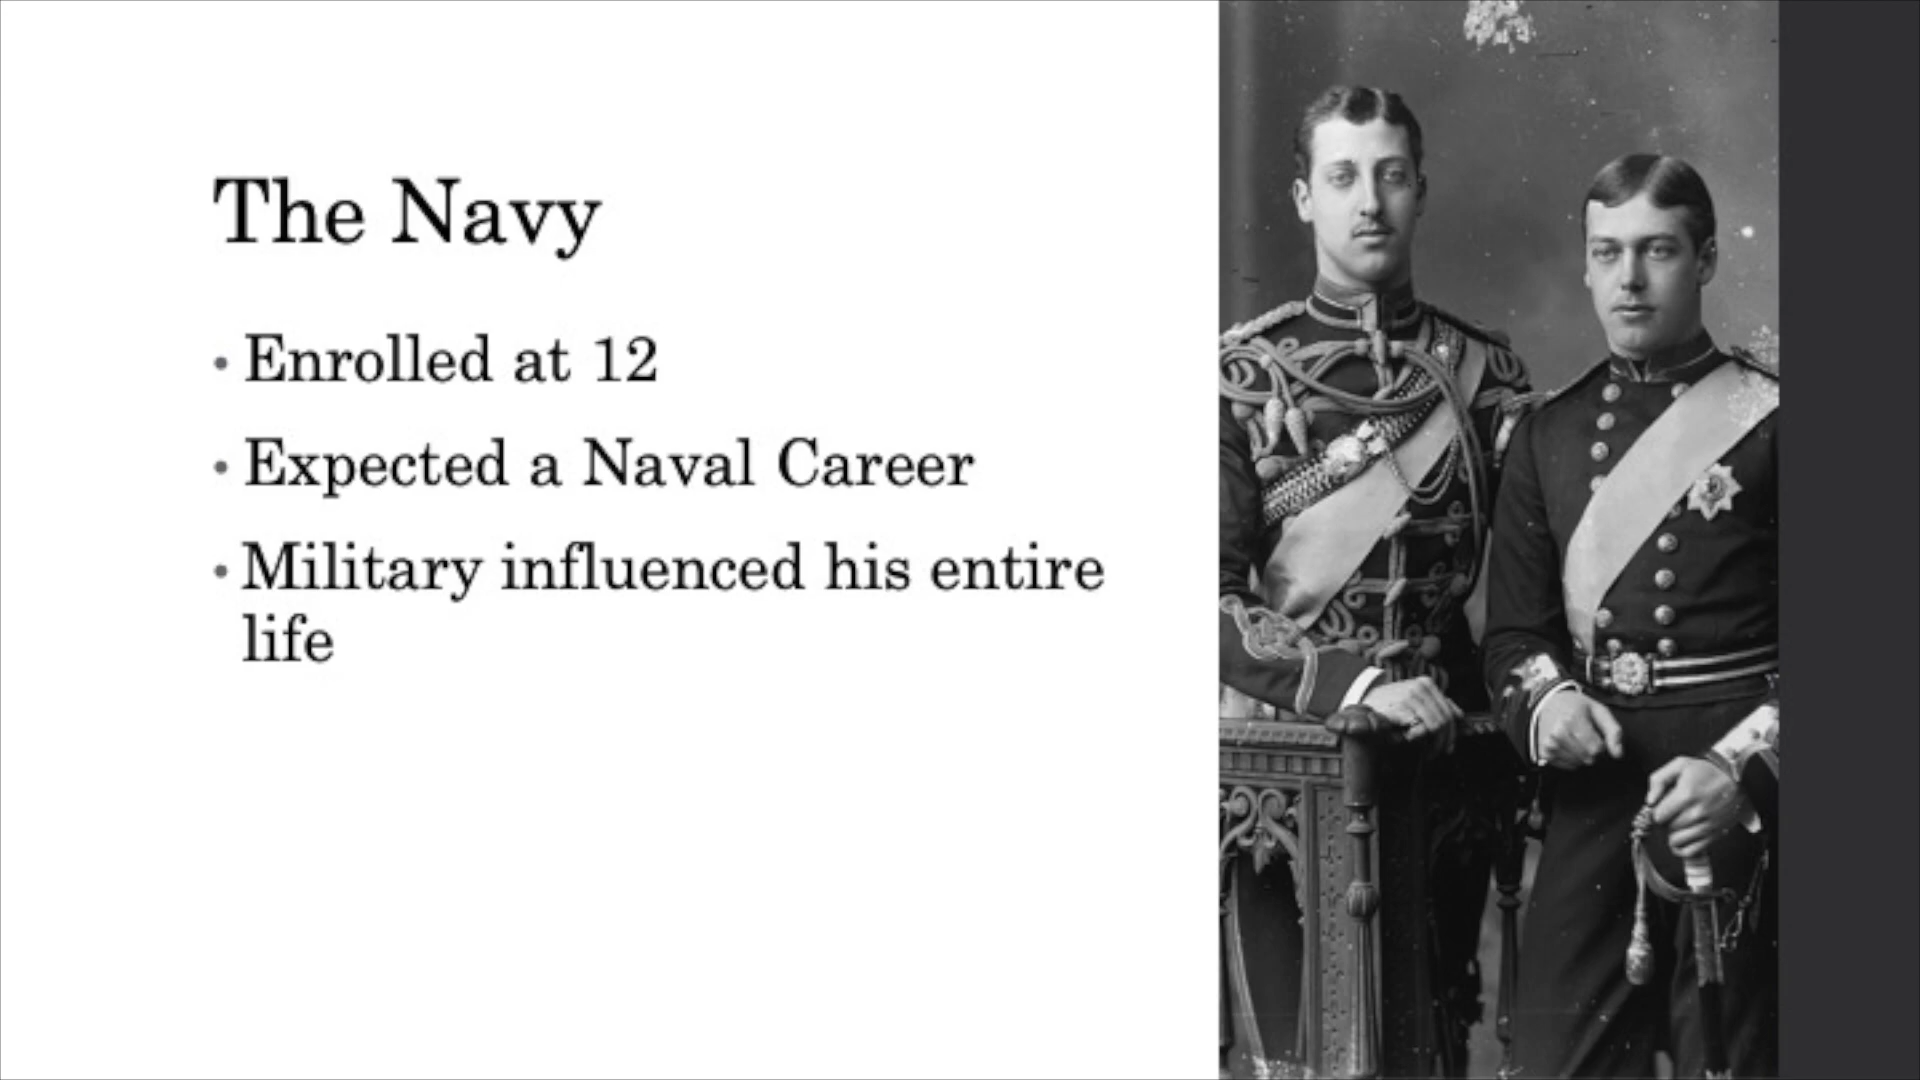 The Navy
• Enrolled at 12
• Expected a Naval Career
• Military influenced his entire
life